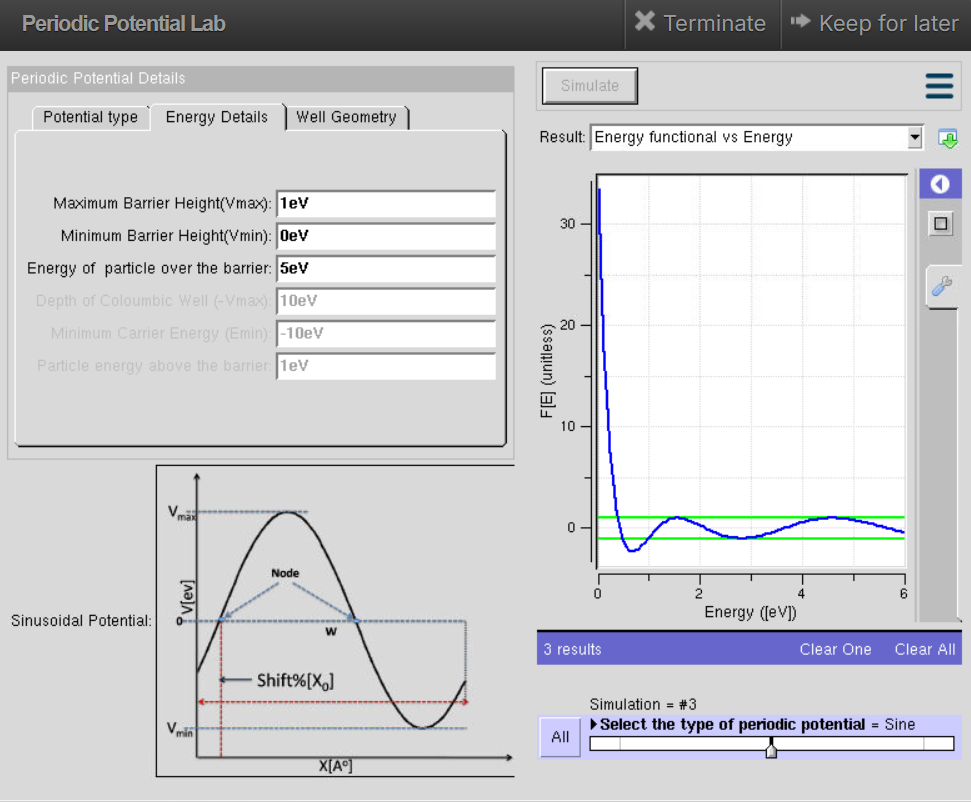 Periodic Potential Lab
Terminate
Keep for later
Periodic Potential Details
Potential type
Energy Details
Well Geometry
Maximum Barrier Height(Vmax): 1eV
Minimum Barrier Height(Vmin): 0eV
Energy of particle over the barrier: 5eV
Depth of Coloumbic Well (-Vmax): 10eV
Minimum Carrier Energy (Emin): -10eV
Particle energy above the barrier: 1eV
Sinusoidal Potential:
Vmax
Node
V[ev]
0
W
Shift%[X0]
Vmin
X[Aº]
Simulate
Result: Energy functional vs Energy
F[E] (unitless)
30
20
10
0
0 2 4 6
Energy ([eV])
3 results
Clear One
Clear All
Simulation = #3
All
Select the type of periodic potential = Sine